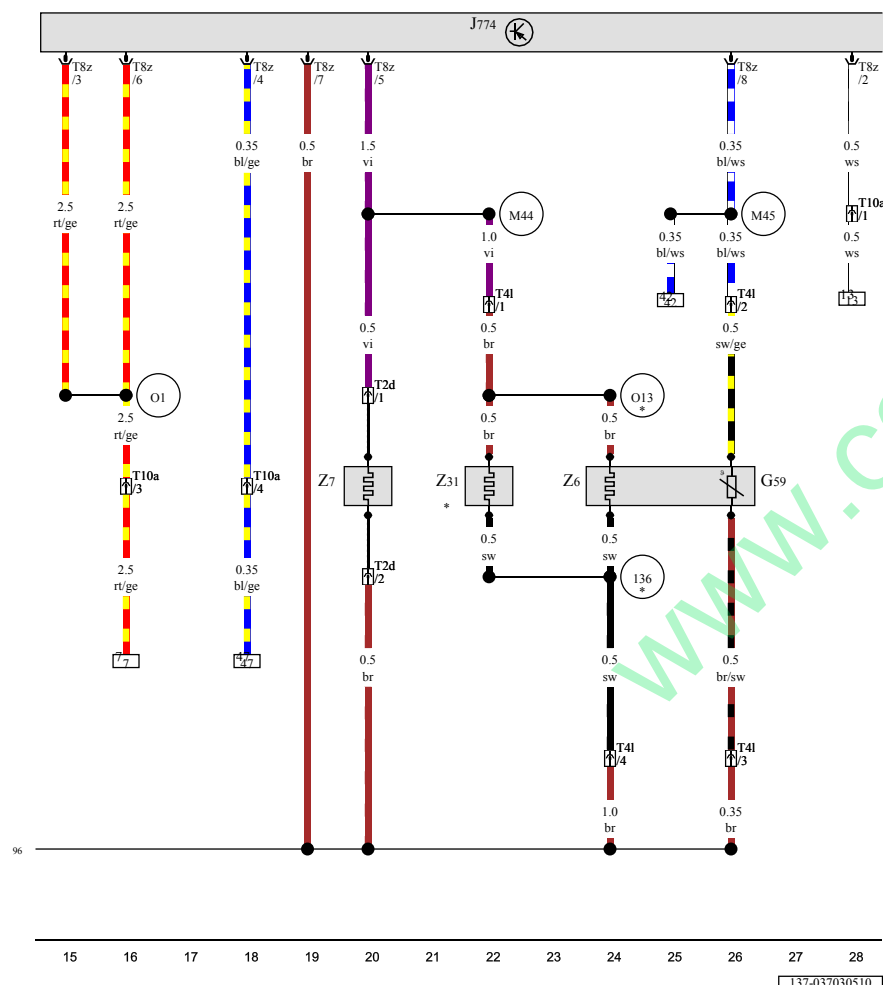 J774
T8z T8z T8z T8z T8z T8z T8z
/3 /6 /4 /7 /5 /8 /2
0.35 0.5 1.5 0.35 0.5
bl/ge br vi bl/ws ws
2.5 2.5
rt/ge rt/ge
M44 M45 T10a
/1
1.0 0.35 0.35 0.5
vi bl/ws bl/ws ws
T4l T4l
/1 /2
42 42 13 13
0.5 0.5 0.5
vi br sw/ge
T2d
/1
O1 O13
*
2.5 0.5 0.5
rt/ge br br
T10a T10a
/3 /4
Z7 Z31 Z6 G59
*
0.5 0.5
sw sw
2.5 0.35
rt/ge bl/ge
T2d
/2
136
*
7 7 47 47
0.5 0.5 0.5
br sw br/sw
T4l T4l
/4 /3
1.0 0.35
br br
96
15 16 17 18 19 20 21 22 23 24 25 26 27 28
137-037030510
www.c